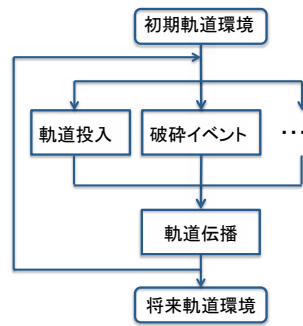 初期軌道環境
軌道投入
破砕イベント
…
軌道伝播
将来軌道環境